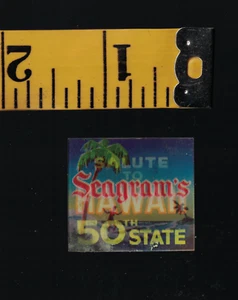 2 1
SALUTE
TO
Seagram's
HAWAII
50TH STATE